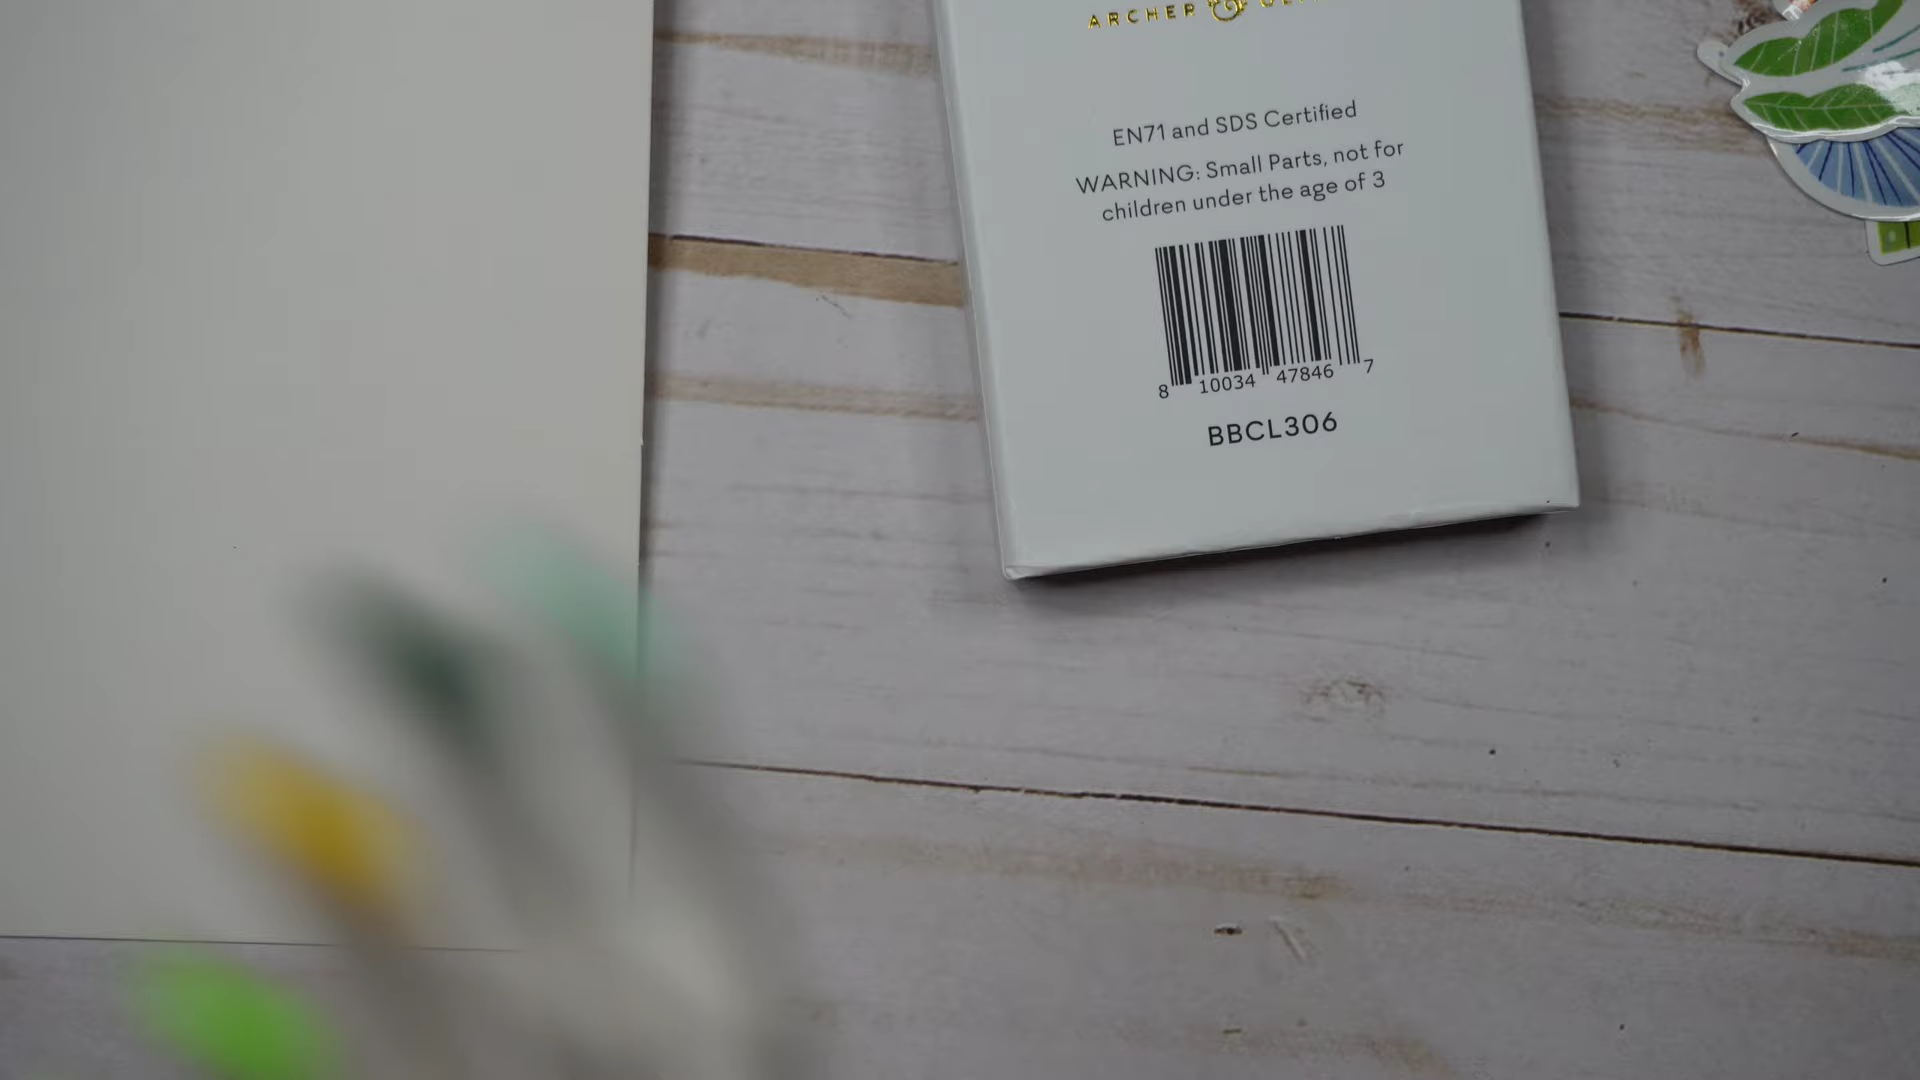 ARCHER &
EN71 and SDS Certified
WARNING: Small Parts, not for
children under the age of 3
8 10034 47846 7
BBCL306